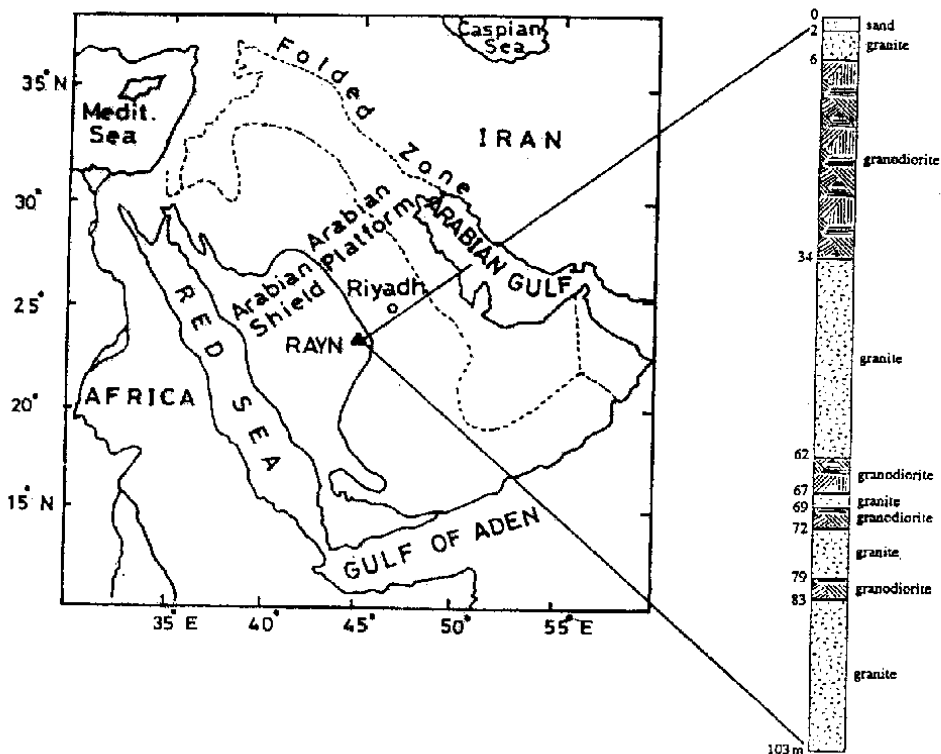 Caspian
Sea
Folded Zone
35°N
Medit.
Sea
IRAN
30°
Arabian
Platform
Arabian
Shield
ARABIAN GULF
Riyadh
25°
RAYN
RED SEA
AFRICA
20°
15°N
GULF OF ADEN
35°E
40°
45°
50°
55°E
0
sand
2
granite
6
granodiorite
34
granite
62
granodiorite
67
granite
69
granodiorite
72
granite
79
granodiorite
83
granite
103 m